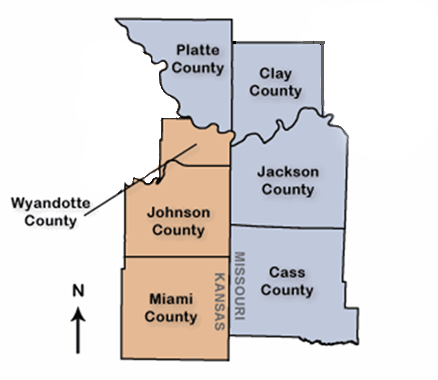 Platte
County
Clay
County
Jackson
County
Wyandotte
County
Johnson
County
Cass
County
Miami
County
KANSAS
MISSOURI
N